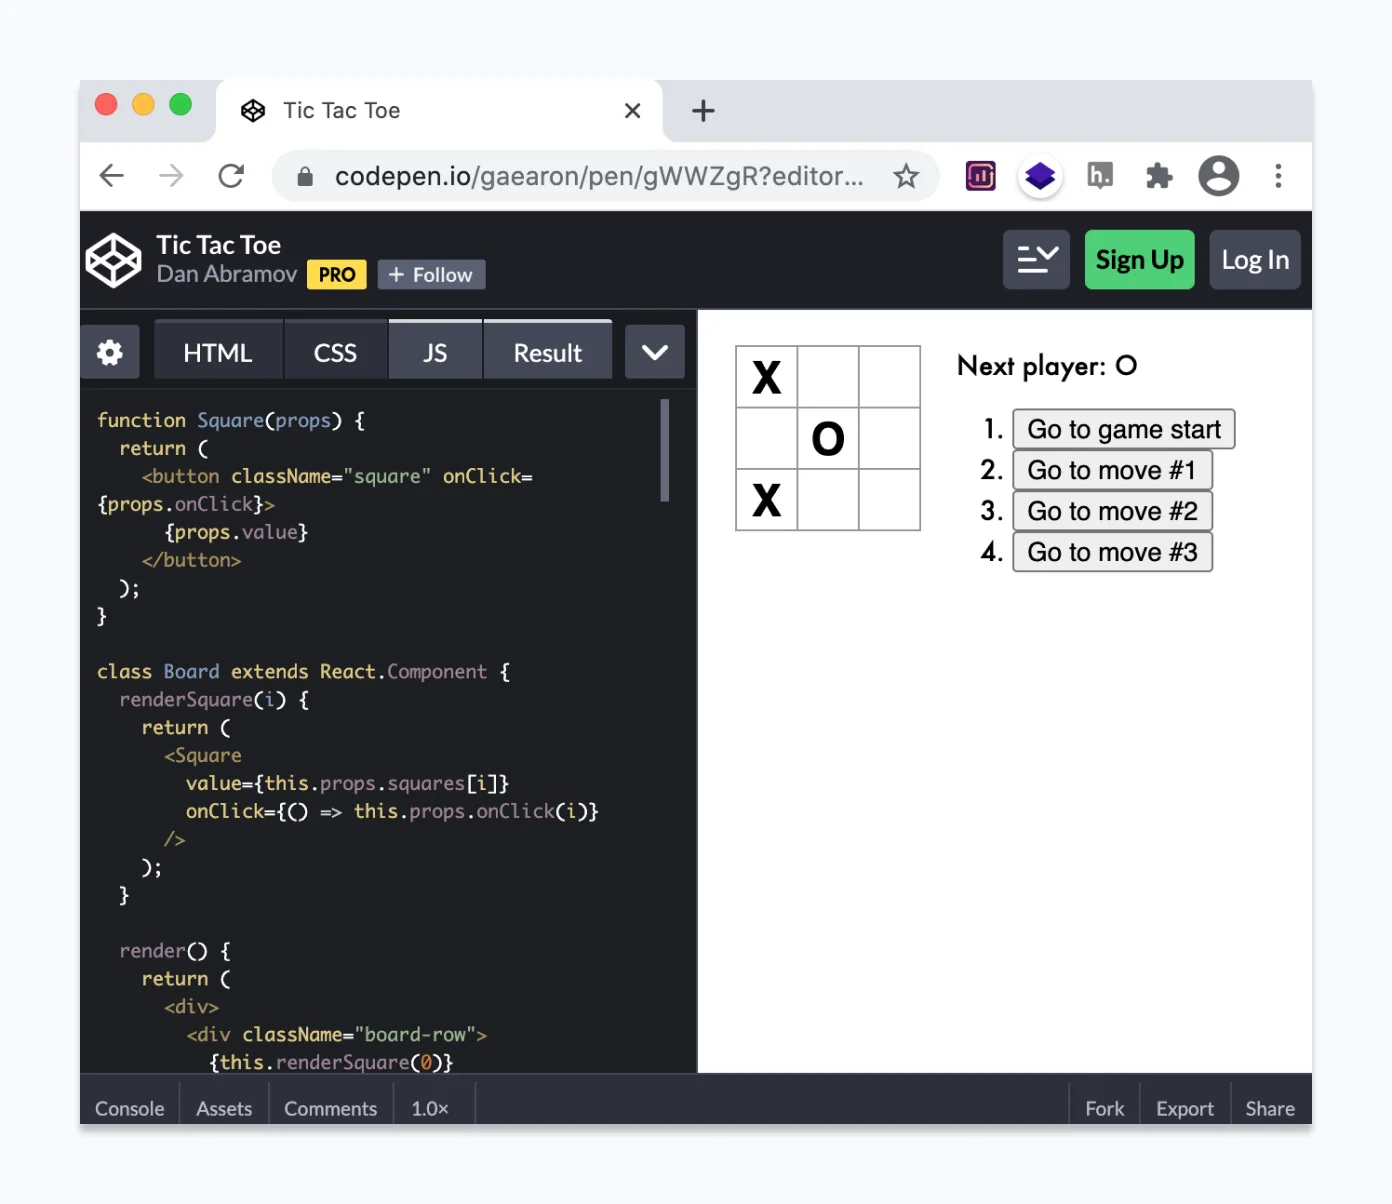 Tic Tac Toe
codepen.io/gaearon/pen/gWWZgR?editor...
h.
Tic Tac Toe
Dan Abramov PRO + Follow
Sign Up
Log In
HTML
CSS
JS
Result
function Square(props) {
  return (
    <button className="square" onClick=
{props.onClick}>
      {props.value}
    </button>
  );
}
class Board extends React.Component {
  renderSquare(i) {
    return (
      <Square
        value={this.props.squares[i]}
        onClick={() => this.props.onClick(i)}
      />
    );
  }
  render() {
    return (
      <div>
        <div className="board-row">
          {this.renderSquare(0)}
X
O
X
Next player: O
1. Go to game start
2. Go to move #1
3. Go to move #2
4. Go to move #3
Console
Assets
Comments
1.0×
Fork
Export
Share